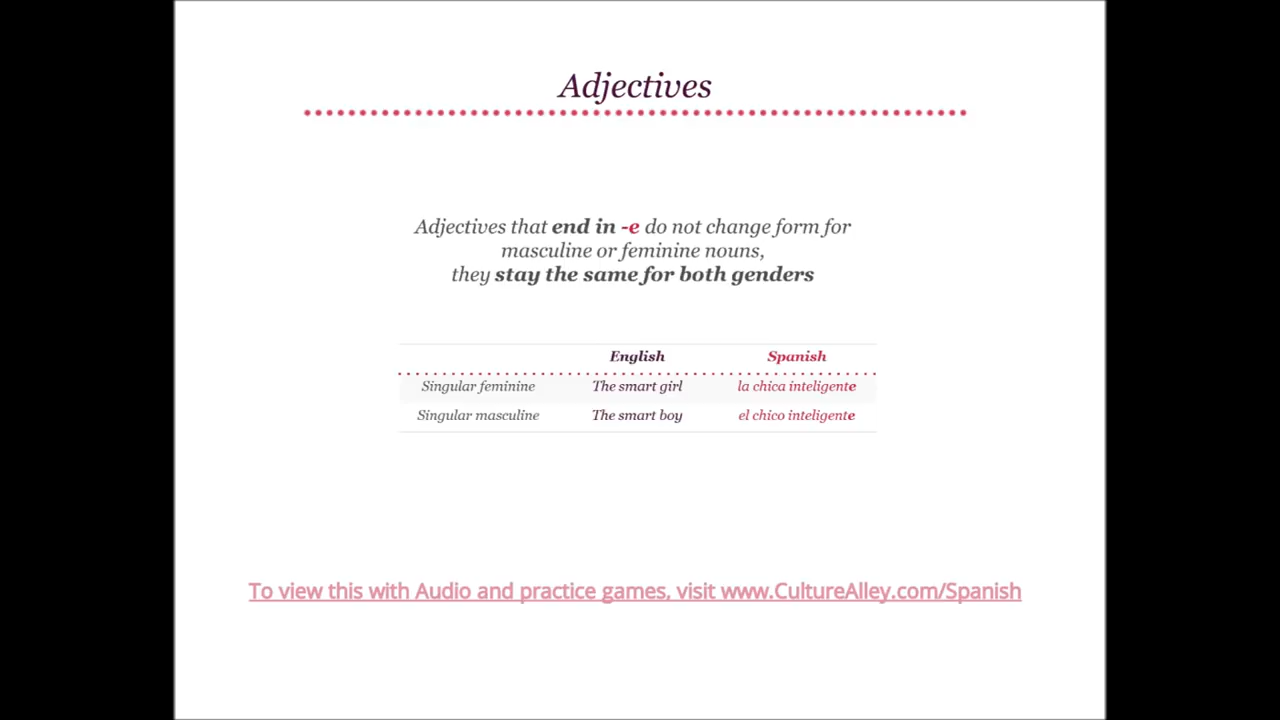 Adjectives
Adjectives that end in -e do not change form for
masculine or feminine nouns,
they stay the same for both genders
English Spanish
Singular feminine The smart girl la chica inteligente
Singular masculine The smart boy el chico inteligente
To view this with Audio and practice games, visit www.CultureAlley.com/Spanish